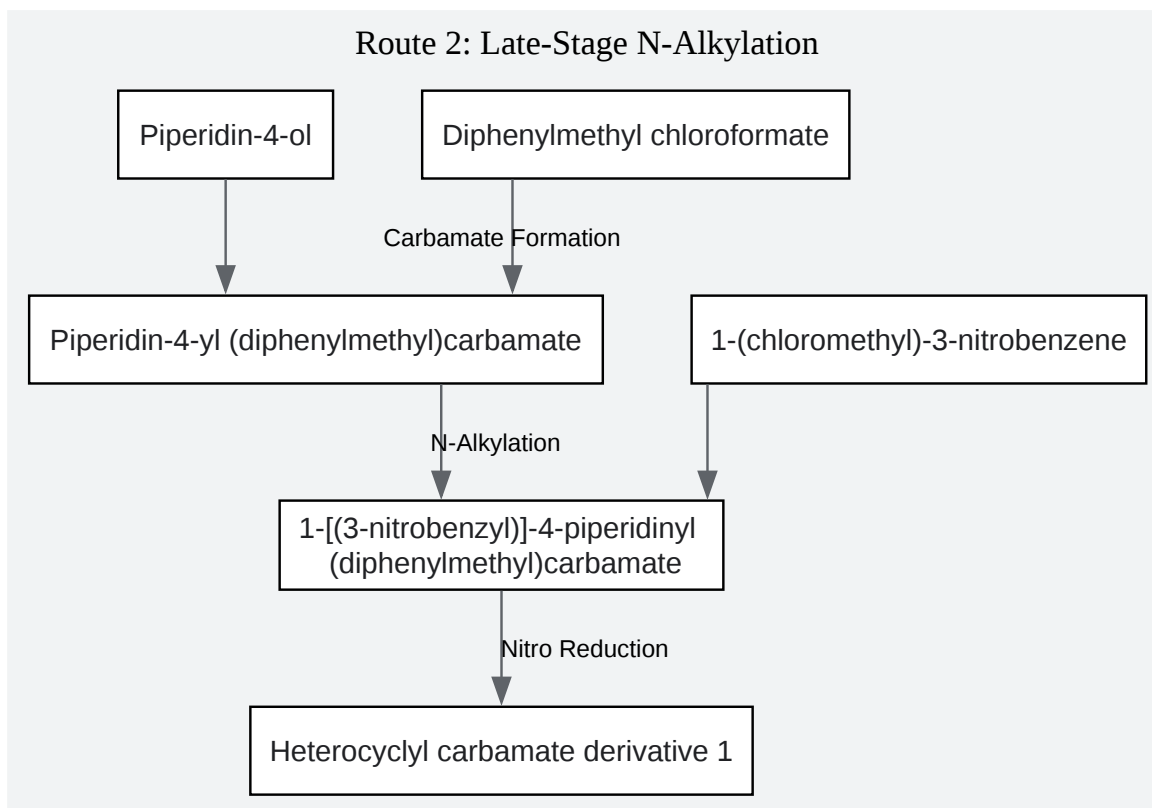 Route 2: Late-Stage N-Alkylation
Piperidin-4-ol
Diphenylmethyl chloroformate
Carbamate Formation
Piperidin-4-yl (diphenylmethyl)carbamate
1-(chloromethyl)-3-nitrobenzene
N-Alkylation
1-[(3-nitrobenzyl)]-4-piperidinyl
(diphenylmethyl)carbamate
Nitro Reduction
Heterocyclyl carbamate derivative 1